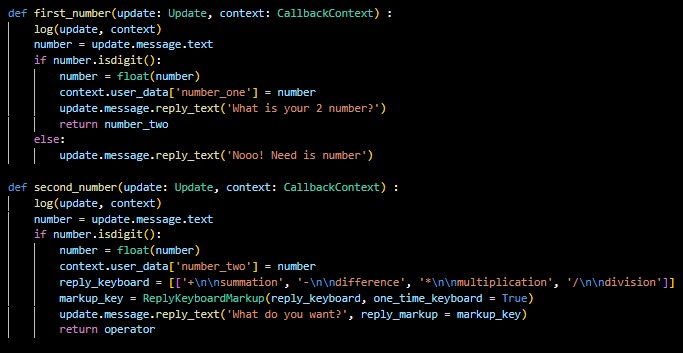 def first_number(update: Update, context: CallbackContext) :
    log(update, context)
    number = update.message.text
    if number.isdigit():
        number = float(number)
        context.user_data['number_one'] = number
        update.message.reply_text('What is your 2 number?')
        return number_two
    else:
        update.message.reply_text('Nooo! Need is number')

def second_number(update: Update, context: CallbackContext) :
    log(update, context)
    number = update.message.text
    if number.isdigit():
        number = float(number)
        context.user_data['number_two'] = number
        reply_keyboard = [['+\n\nsummation', '-\n\ndifference', '*\n\nmultiplication', '/\n\ndivision']]
        markup_key = ReplyKeyboardMarkup(reply_keyboard, one_time_keyboard = True)
        update.message.reply_text('What do you want?', reply_markup = markup_key)
        return operator